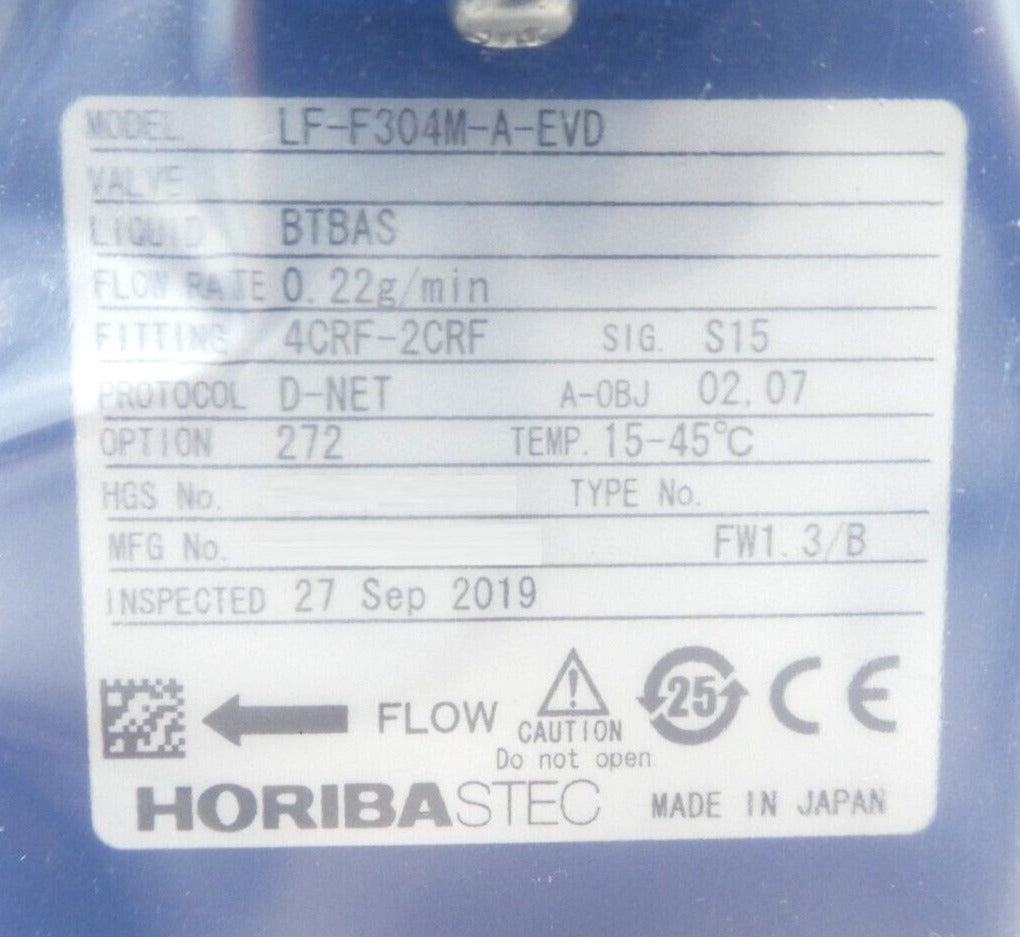 MODEL LF-F304M-A-EVD
VALVE
LIQUID BTBAS
FLOW RATE 0.22g/min
FITTING 4CRF-2CRF SIG. S15
PROTOCOL D-NET A-OBJ 02.07
OPTION 272 TEMP. 15-45℃
HGS No. TYPE No.
MFG No. FW1.3/B
INSPECTED 27 Sep 2019
FLOW CAUTION 25 CE
Do not open
HORIBASTEC MADE IN JAPAN